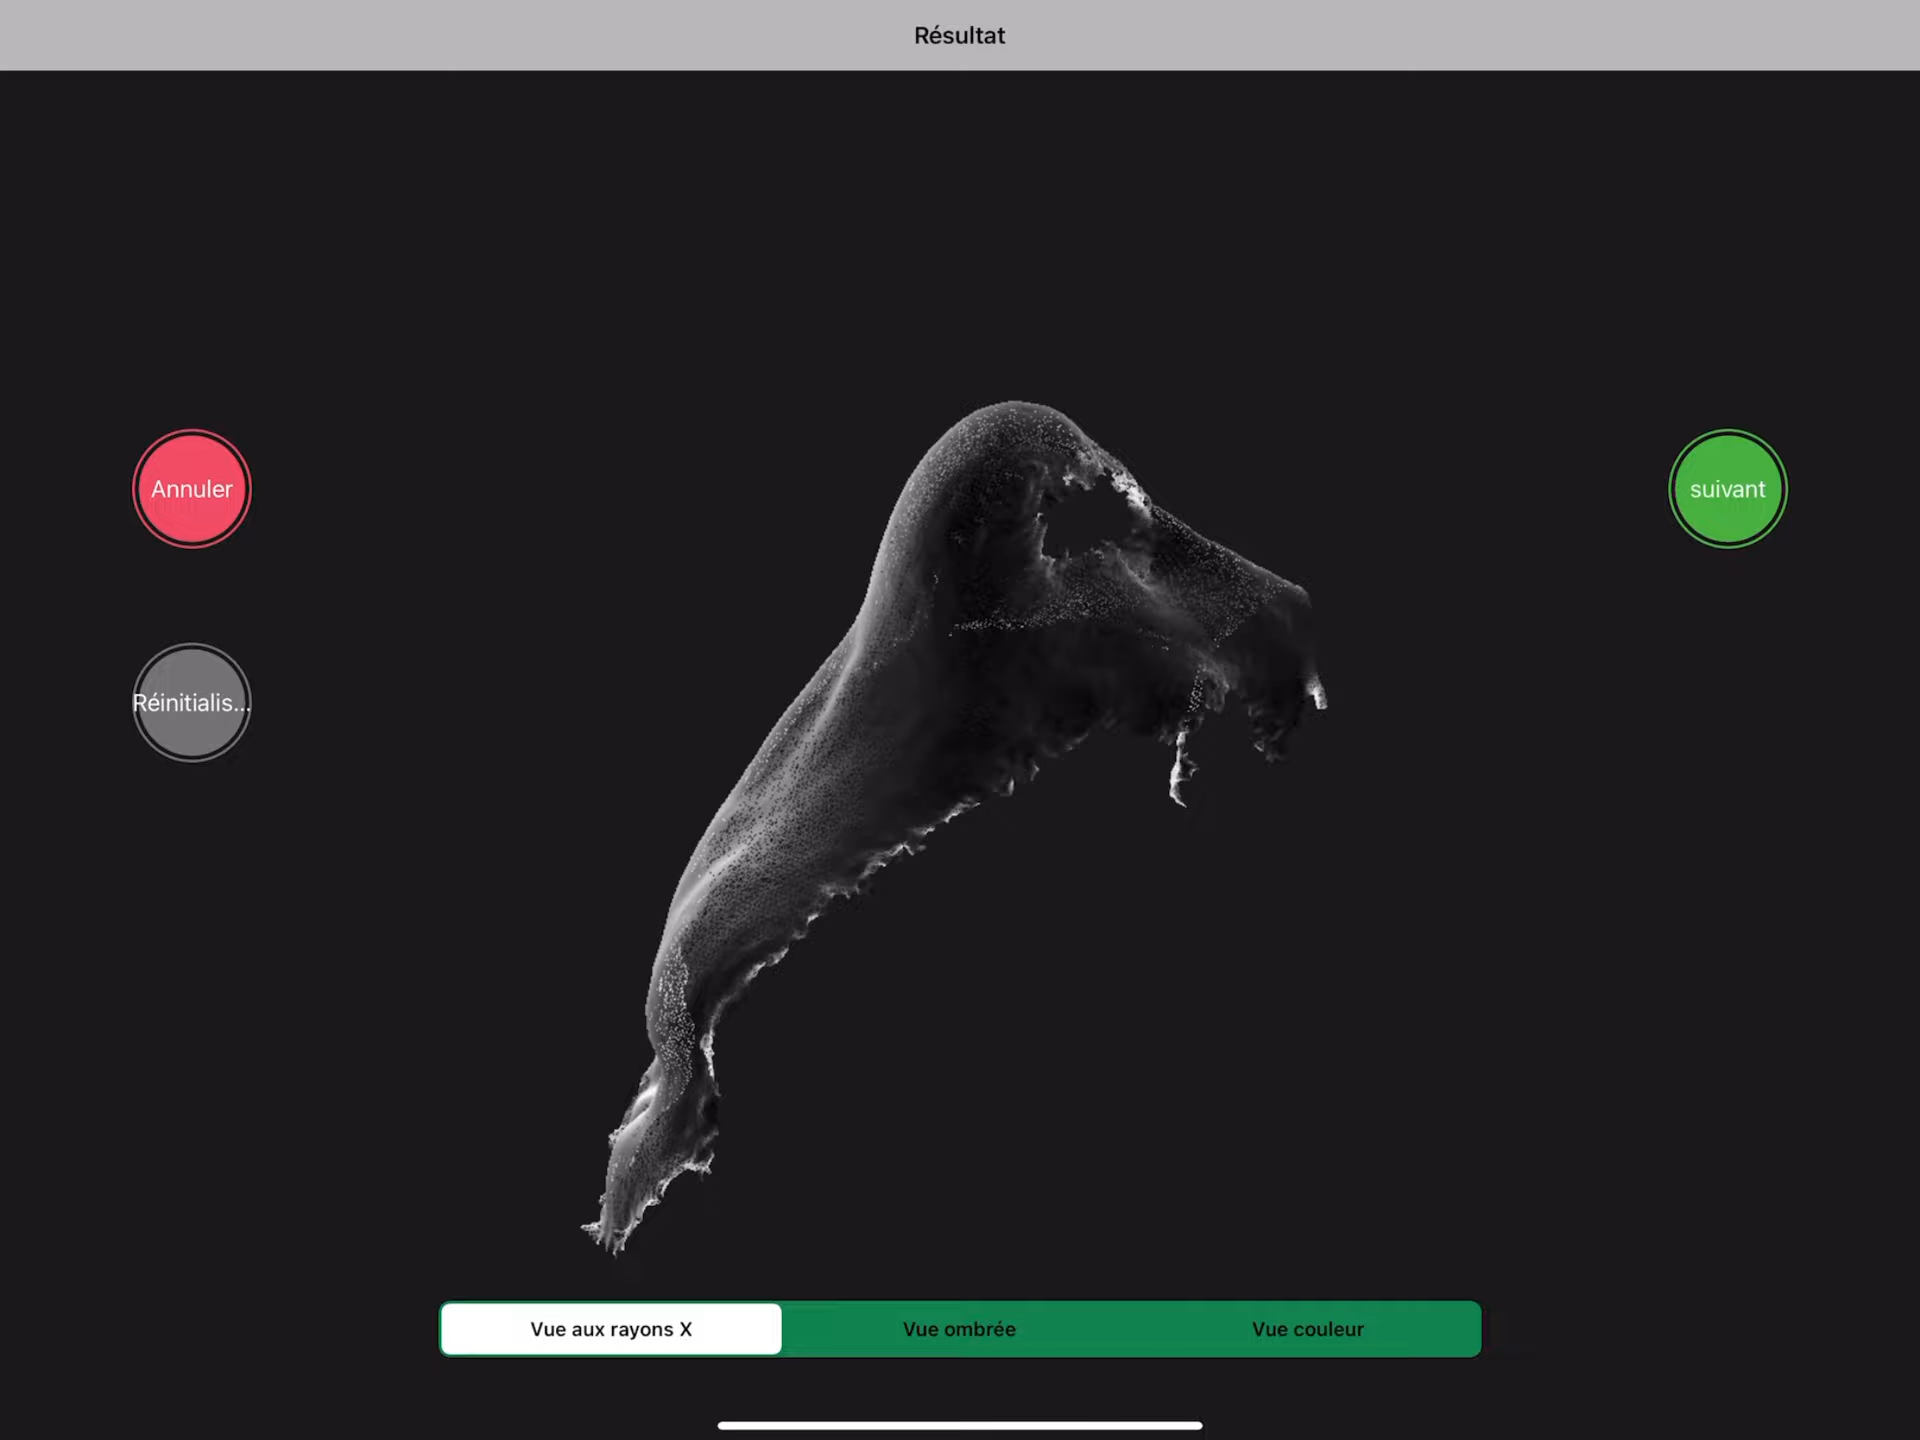 Résultat
Annuler
suivant
Réinitialis...
Vue aux rayons X
Vue ombrée
Vue couleur